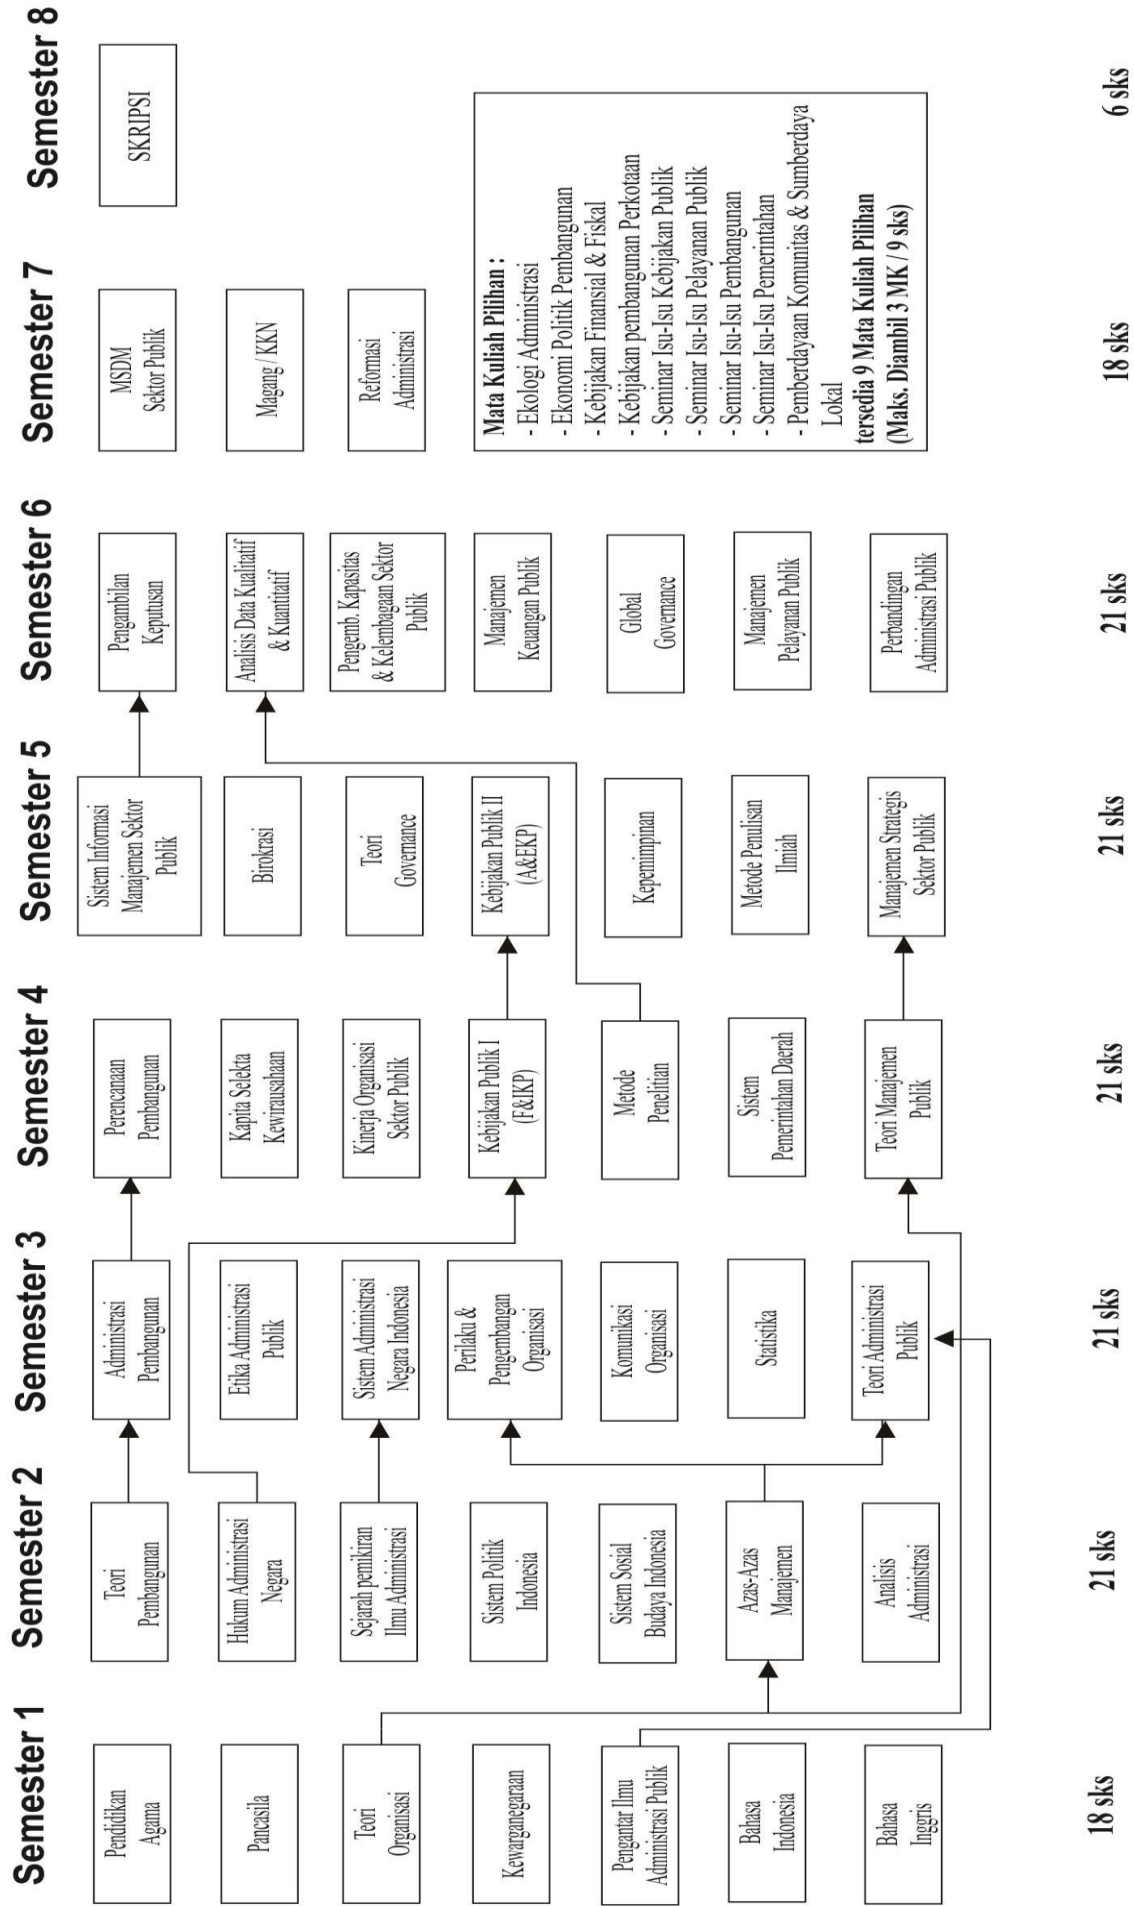 Semester 1
Pendidikan
Agama
Pancasila
Teori
Organisasi
Kewarganegaraan
Pengantar Ilmu
Administrasi Publik
Bahasa
Indonesia
Bahasa
Inggris
18 sks
Semester 2
Teori
Pembangunan
Hukum Administrasi
Negara
Sejarah pemikiran
Ilmu Administrasi
Sistem Politik
Indonesia
Sistem Sosial
Budaya Indonesia
Azas-Azas
Manajemen
Analisis
Administrasi
21 sks
Semester 3
Administrasi
Pembangunan
Etika Administrasi
Publik
Sistem Administrasi
Negara Indonesia
Perilaku &
Pengembangan
Organisasi
Komunikasi
Organisasi
Statistika
Teori Administrasi
Publik
21 sks
Semester 4
Perencanaan
Pembangunan
Kapita Selekta
Kewirausahaan
Kinerja Organisasi
Sektor Publik
Kebijakan Publik I
(F&IKP)
Metode
Penelitian
Sistem
Pemerintahan Daerah
Teori Manajemen
Publik
21 sks
Semester 5
Sistem Informasi
Manajemen Sektor
Publik
Birokrasi
Teori
Governance
Kebijakan Publik II
(A&EKP)
Kepemimpinan
Metode Penulisan
Ilmiah
Manajemen Strategis
Sektor Publik
21 sks
Semester 6
Pengambilan
Keputusan
Analisis Data Kualitatif
& Kuantitatif
Pengemb. Kapasitas
& Kelembagaan Sektor
Publik
Manajemen
Keuangan Publik
Global
Governance
Manajemen
Pelayanan Publik
Perbandingan
Administrasi Publik
21 sks
Semester 7
MSDM
Sektor Publik
Magang / KKN
Reformasi
Administrasi
Mata Kuliah Pilihan :
- Ekologi Administrasi
- Ekonomi Politik Pembangunan
- Kebijakan Finansial & Fiskal
- Kebijakan pembangunan Perkotaan
- Seminar Isu-Isu Kebijakan Publik
- Seminar Isu-Isu Pelayanan Publik
- Seminar Isu-Isu Pembangunan
- Seminar Isu-Isu Pemerintahan
- Pemberdayaan Komunitas & Sumberdaya
Lokal
tersedia 9 Mata Kuliah Pilihan
(Maks. Diambil 3 MK / 9 sks)
18 sks
Semester 8
SKRIPSI
6 sks